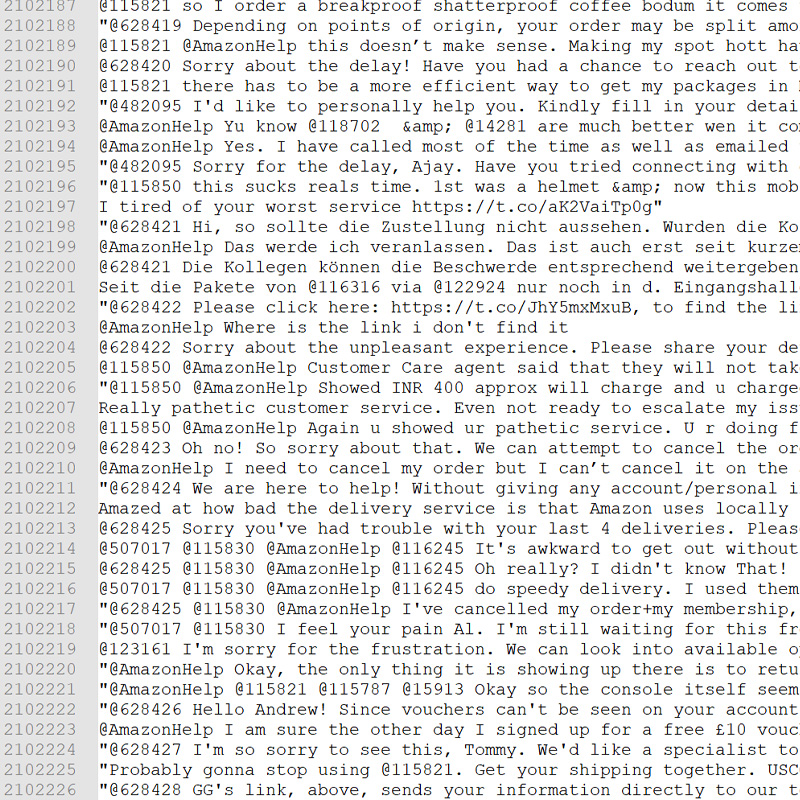 2102187 @115821 so I order a breakproof shatterproof coffee bodum it comes
2102188 "@628419 Depending on points of origin, your order may be split amo
2102189 @115821 @AmazonHelp this doesn’t make sense. Making my spot hott ha
2102190 @628420 Sorry about the delay! Have you had a chance to reach out t
2102191 @115821 there has to be a more efficient way to get my packages in
2102192 "@482095 I'd like to personally help you. Kindly fill in your detai
2102193 @AmazonHelp Yu know @118702  &amp; @14281 are much better wen it co
2102194 @AmazonHelp Yes. I have called most of the time as well as emailed
2102195 "@482095 Sorry for the delay, Ajay. Have you tried connecting with
2102196 "@115850 this sucks reals time. 1st was a helmet &amp; now this mob
2102197 I tired of your worst service https://t.co/aK2VaiTp0g"
2102198 "@628421 Hi, so sollte die Zustellung nicht aussehen. Wurden die Ko
2102199 @AmazonHelp Das werde ich veranlassen. Das ist auch erst seit kurze
2102200 @628421 Die Kollegen können die Beschwerde entsprechend weitergeben
2102201 Seit die Pakete von @116316 via @122924 nur noch in d. Eingangshall
2102202 "@628422 Please click here: https://t.co/JhY5mxMxuB, to find the li
2102203 @AmazonHelp Where is the link i don't find it
2102204 @628422 Sorry about the unpleasant experience. Please share your de
2102205 @115850 @AmazonHelp Customer Care agent said that they will not tak
2102206 "@115850 @AmazonHelp Showed INR 400 approx will charge and u charge
2102207 Really pathetic customer service. Even not ready to escalate my iss
2102208 @115850 @AmazonHelp Again u showed ur pathetic service. U r doing f
2102209 @628423 Oh no! So sorry about that. We can attempt to cancel the or
2102210 @AmazonHelp I need to cancel my order but I can’t cancel it on the
2102211 "@628424 We are here to help! Without giving any account/personal i
2102212 Amazed at how bad the delivery service is that Amazon uses locally
2102213 @628425 Sorry you've had trouble with your last 4 deliveries. Pleas
2102214 @507017 @115830 @AmazonHelp @116245 It's awkward to get out without
2102215 @628425 @115830 @AmazonHelp @116245 Oh really? I didn't know That!
2102216 @507017 @115830 @AmazonHelp @116245 do speedy delivery. I used them
2102217 "@628425 @115830 @AmazonHelp I've cancelled my order+my membership,
2102218 "@507017 @115830 I feel your pain Al. I'm still waiting for this fr
2102219 @123161 I'm sorry for the frustration. We can look into available o
2102220 "@AmazonHelp Okay, the only thing it is showing up there is to retu
2102221 "@AmazonHelp @115821 @115787 @15913 Okay so the console itself seem
2102222 "@628426 Hello Andrew! Since vouchers can't be seen on your account
2102223 @AmazonHelp I am sure the other day I signed up for a free £10 vouc
2102224 "@628427 I'm so sorry to see this, Tommy. We'd like a specialist to
2102225 "Probably gonna stop using @115821. Get your shipping together. USC
2102226 "@628428 GG's link, above, sends your information directly to our t